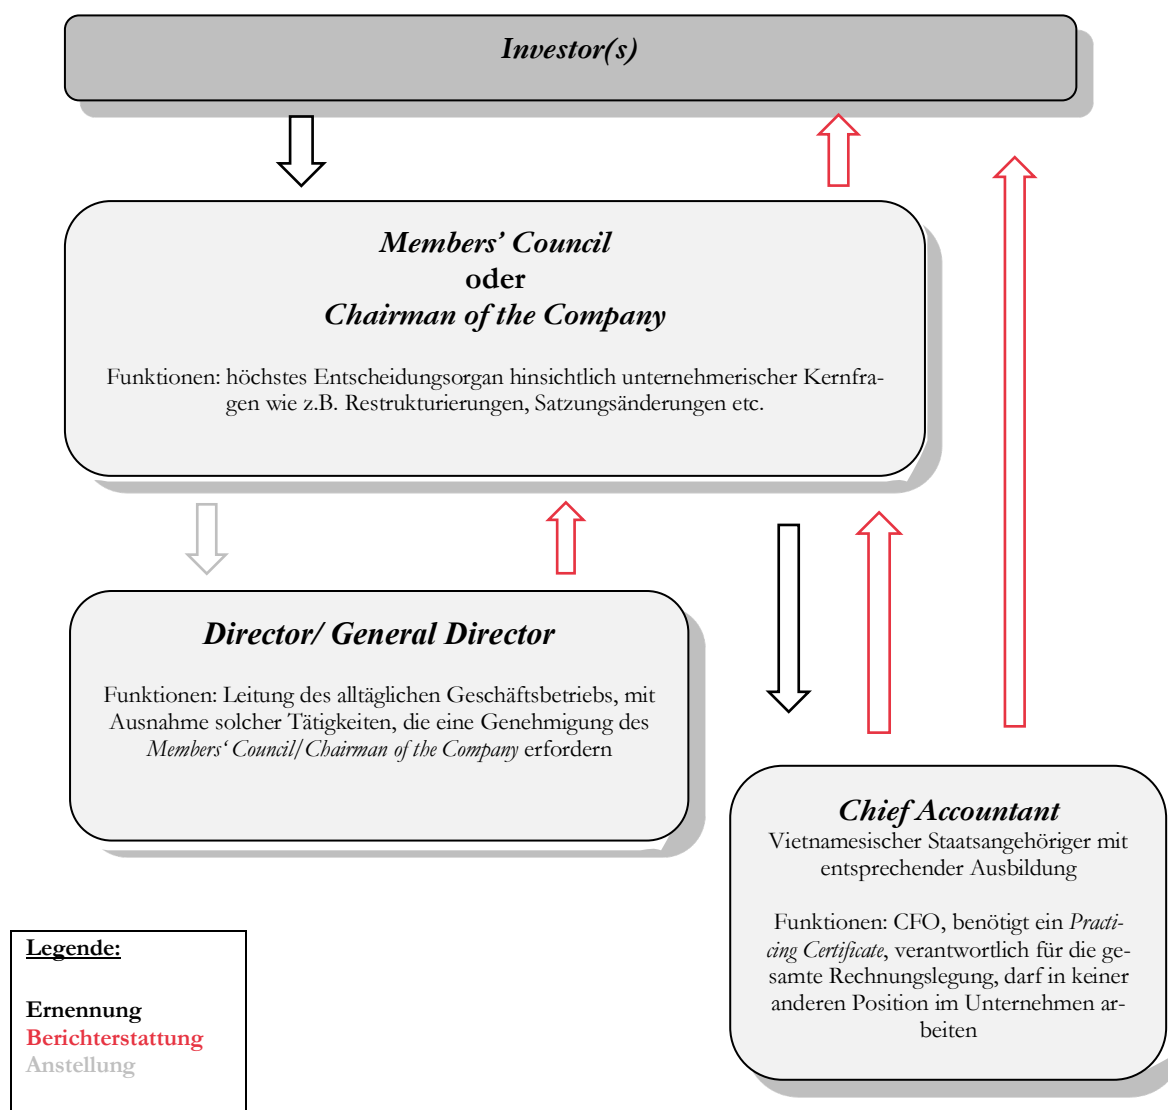 Investor(s)
Members’ Council
oder
Chairman of the Company
Funktionen: höchstes Entscheidungsorgan hinsichtlich unternehmerischer Kernfra-
gen wie z.B. Restrukturierungen, Satzungsänderungen etc.
Director/ General Director
Funktionen: Leitung des alltäglichen Geschäftsbetriebs, mit
Ausnahme solcher Tätigkeiten, die eine Genehmigung des
Members‘ Council/Chairman of the Company erfordern
Chief Accountant
Vietnamesischer Staatsangehöriger mit
entsprechender Ausbildung
Funktionen: CFO, benötigt ein Practi-
cing Certificate, verantwortlich für die ge-
samte Rechnungslegung, darf in keiner
anderen Position im Unternehmen ar-
beiten
Legende:
Ernennung
Berichterstattung
Anstellung